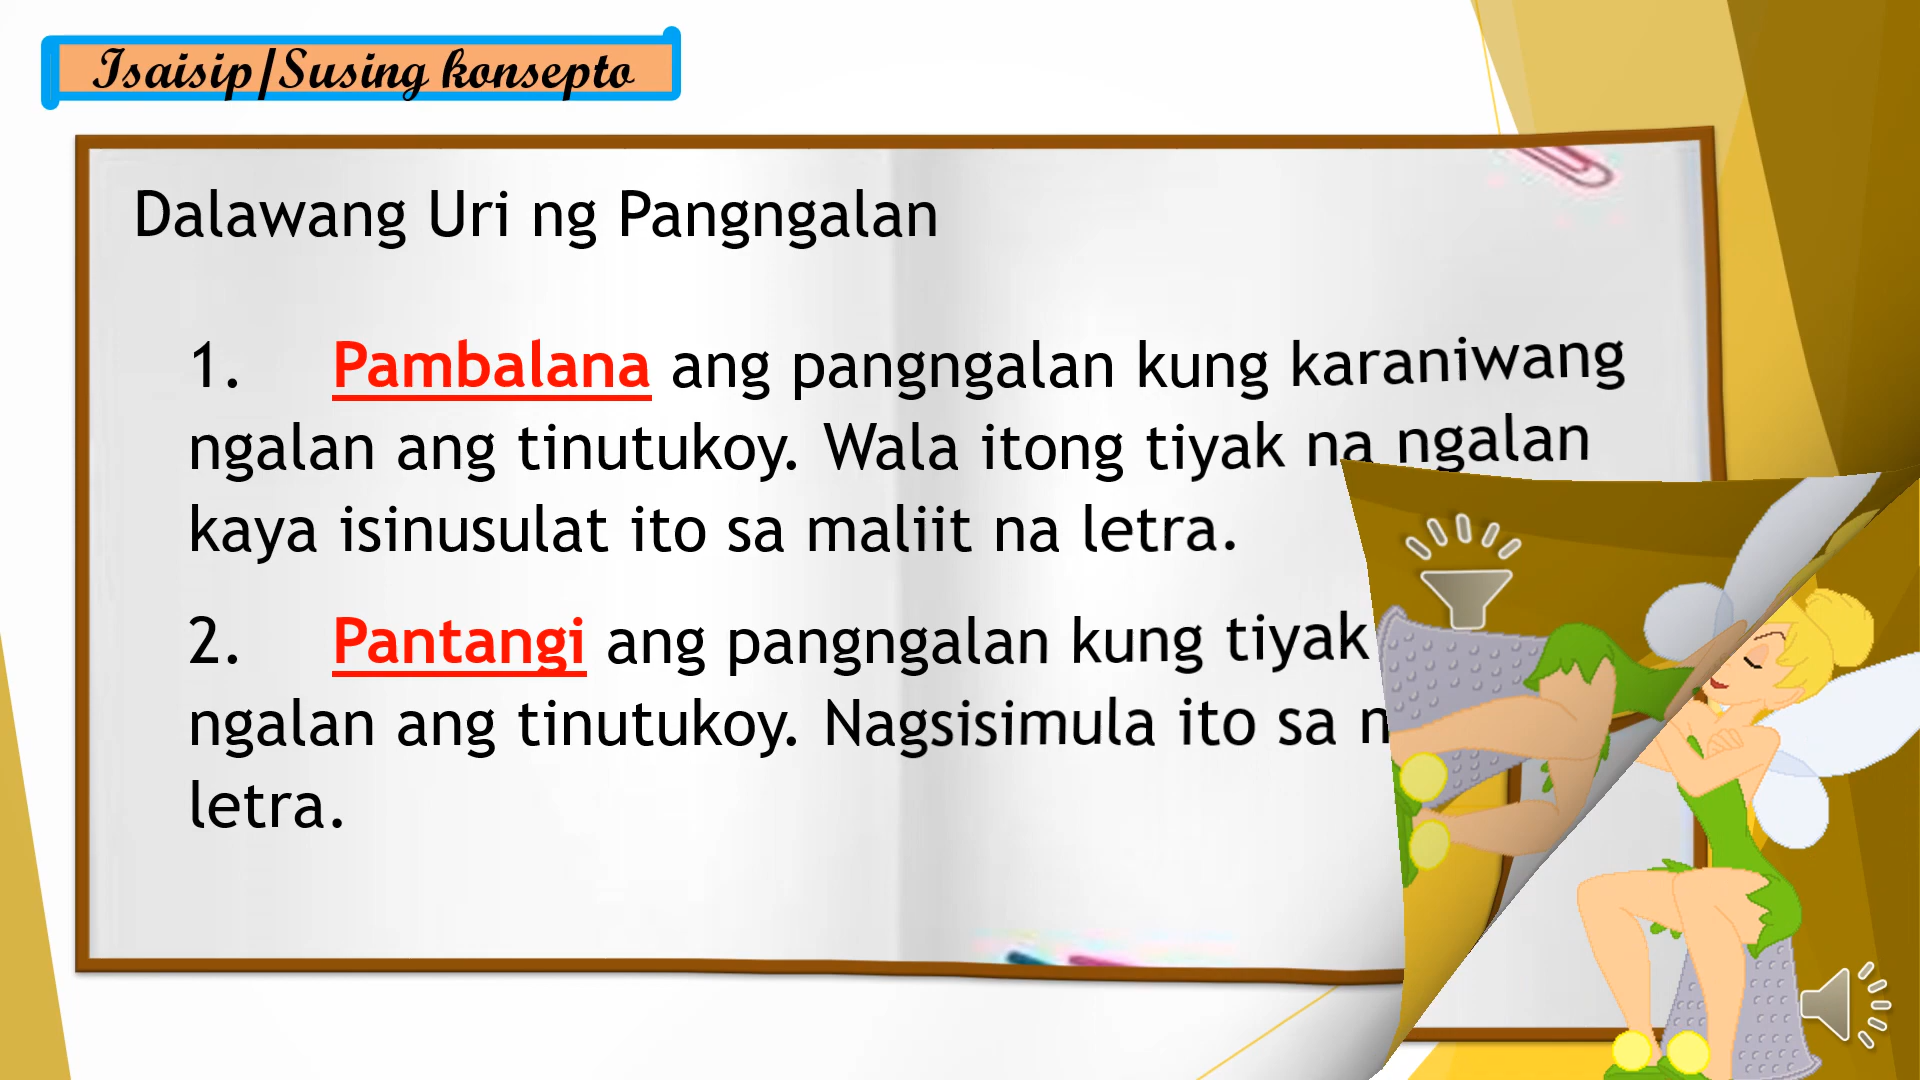 Isaisip/Susing konsepto
Dalawang Uri ng Pangngalan
1. Pambalana ang pangngalan kung karaniwang
ngalan ang tinutukoy. Wala itong tiyak na ngalan
kaya isinusulat ito sa maliit na letra.
2. Pantangi ang pangngalan kung tiyak
ngalan ang tinutukoy. Nagsisimula ito sa
letra.